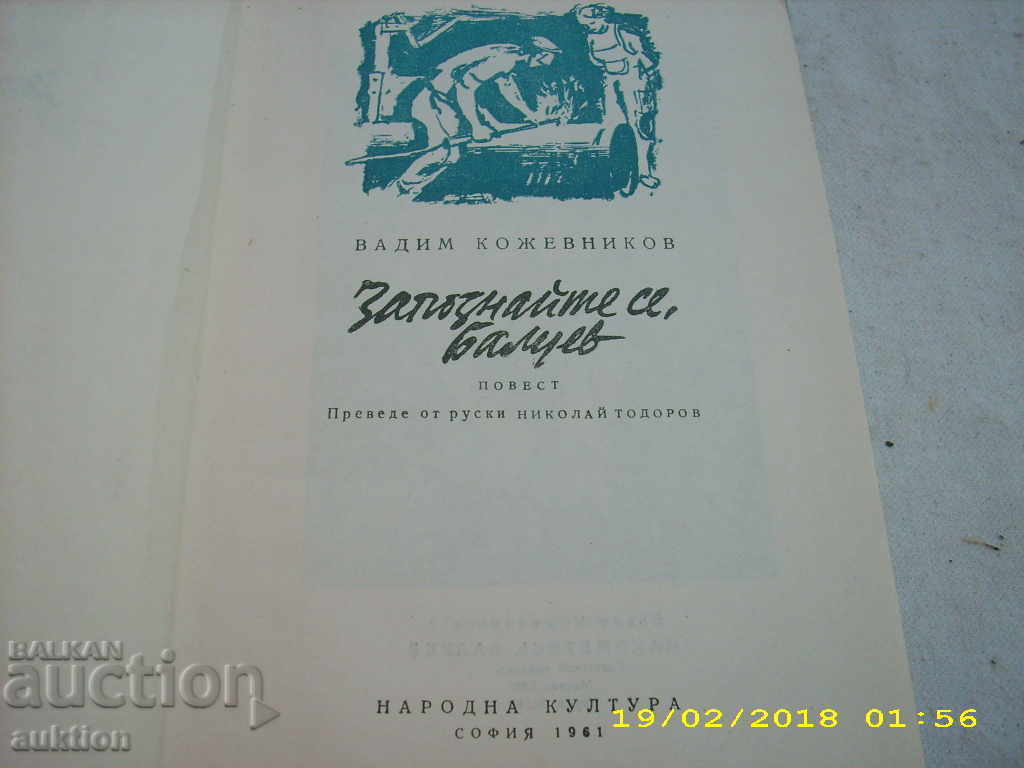 ВАДИМ КОЖЕВНИКОВ
Запознайте се,
Балуев
ПОВЕСТ
Преведе от руски НИКОЛАЙ ТОДОРОВ
НАРОДНА КУЛТУРА
СОФИЯ 1961
19/02/2018 01:56
BALKAN
auction
auktion